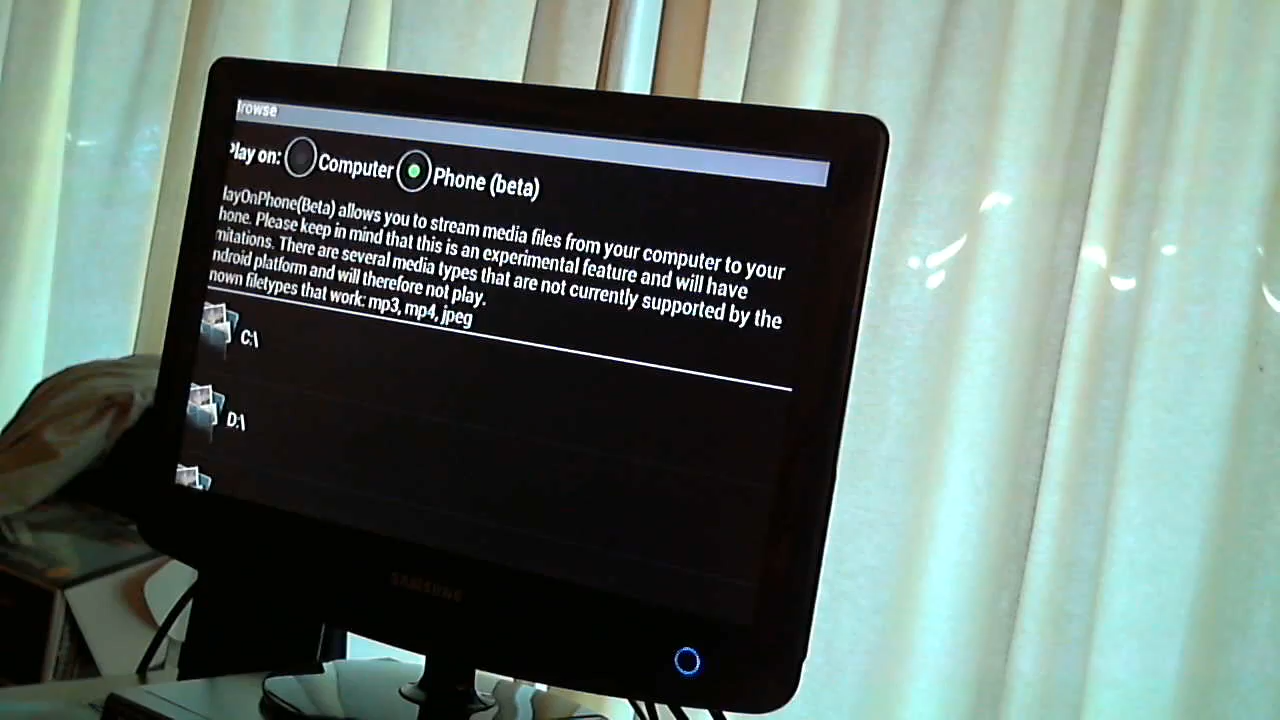 rowse
Play on: Computer Phone (beta)
layOnPhone(Beta) allows you to stream media files from your computer to your
hone. Please keep in mind that this is an experimental feature and will have
mitations. There are several media types that are not currently supported by the
ndroid platform and will therefore not play.
nown filetypes that work: mp3, mp4, jpeg
C:\
D:\
SAMSUNG